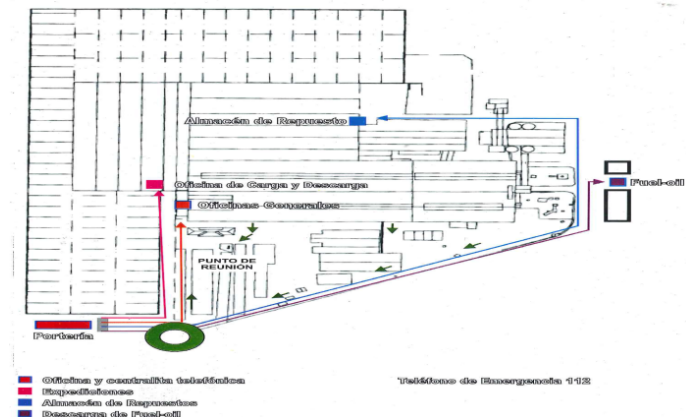 Almacén de Repuesto
Fuel-oil
Oficina de Carga y Descarga
Oficinas Generales
PUNTO DE
REUNIÓN
Portería
Oficina y centralita telefónica
Teléfono de Emergencia 112
Expediciones
Almacén de Repuestos
Descarga de Fuel-oil